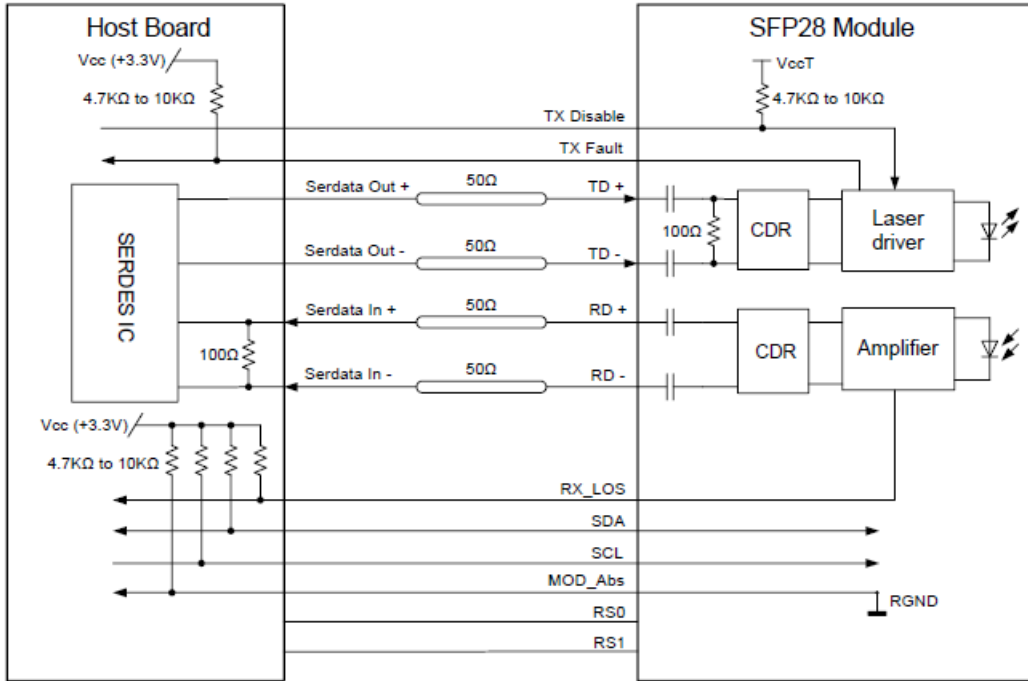 Host Board
SFP28 Module
Vcc (+3.3V)
VccT
4.7KΩ to 10KΩ
4.7KΩ to 10KΩ
TX Disable
TX Fault
Serdata Out +
50Ω
TD +
SERDES IC
100Ω
CDR
Laser
driver
Serdata Out -
50Ω
TD -
Serdata In +
50Ω
RD +
100Ω
CDR
Amplifier
Serdata In -
50Ω
RD -
Vcc (+3.3V)
4.7KΩ to 10KΩ
RX_LOS
SDA
SCL
MOD_Abs
RGND
RS0
RS1